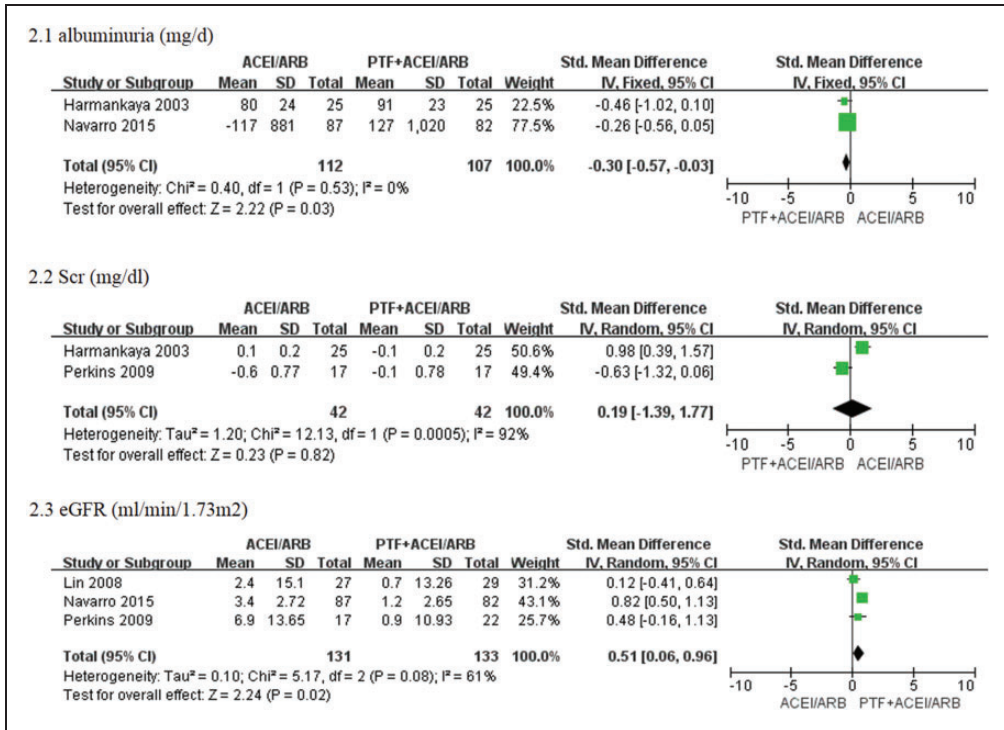 2.1 albuminuria (mg/d)
ACEI/ARB PTF+ACEI/ARB Std. Mean Difference Std. Mean Difference
Study or Subgroup Mean SD Total Mean SD Total Weight IV, Fixed, 95% CI IV, Fixed, 95% CI
Harmankaya 2003 80 24 25 91 23 25 22.5% -0.46 [-1.02, 0.10]
Navarro 2015 -117 881 87 127 1,020 82 77.5% -0.26 [-0.56, 0.05]
Total (95% CI) 112 107 100.0% -0.30 [-0.57, -0.03]
Heterogeneity: Chi² = 0.40, df = 1 (P = 0.53); I² = 0%
Test for overall effect: Z = 2.22 (P = 0.03)
-10 -5 0 5 10
PTF+ACEI/ARB ACEI/ARB
2.2 Scr (mg/dl)
ACEI/ARB PTF+ACEI/ARB Std. Mean Difference Std. Mean Difference
Study or Subgroup Mean SD Total Mean SD Total Weight IV, Random, 95% CI IV, Random, 95% CI
Harmankaya 2003 0.1 0.2 25 -0.1 0.2 25 50.6% 0.98 [0.39, 1.57]
Perkins 2009 -0.6 0.77 17 -0.1 0.78 17 49.4% -0.63 [-1.32, 0.06]
Total (95% CI) 42 42 100.0% 0.19 [-1.39, 1.77]
Heterogeneity: Tau² = 1.20; Chi² = 12.13, df = 1 (P = 0.0005); I² = 92%
Test for overall effect: Z = 0.23 (P = 0.82)
-10 -5 0 5 10
PTF+ACEI/ARB ACEI/ARB
2.3 eGFR (ml/min/1.73m2)
ACEI/ARB PTF+ACEI/ARB Std. Mean Difference Std. Mean Difference
Study or Subgroup Mean SD Total Mean SD Total Weight IV, Random, 95% CI IV, Random, 95% CI
Lin 2008 2.4 15.1 27 0.7 13.26 29 31.2% 0.12 [-0.41, 0.64]
Navarro 2015 3.4 2.72 87 1.2 2.65 82 43.1% 0.82 [0.50, 1.13]
Perkins 2009 6.9 13.65 17 0.9 10.93 22 25.7% 0.48 [-0.16, 1.13]
Total (95% CI) 131 133 100.0% 0.51 [0.06, 0.96]
Heterogeneity: Tau² = 0.10; Chi² = 5.17, df = 2 (P = 0.08); I² = 61%
Test for overall effect: Z = 2.24 (P = 0.02)
-10 -5 0 5 10
ACEI/ARB PTF+ACEI/ARB